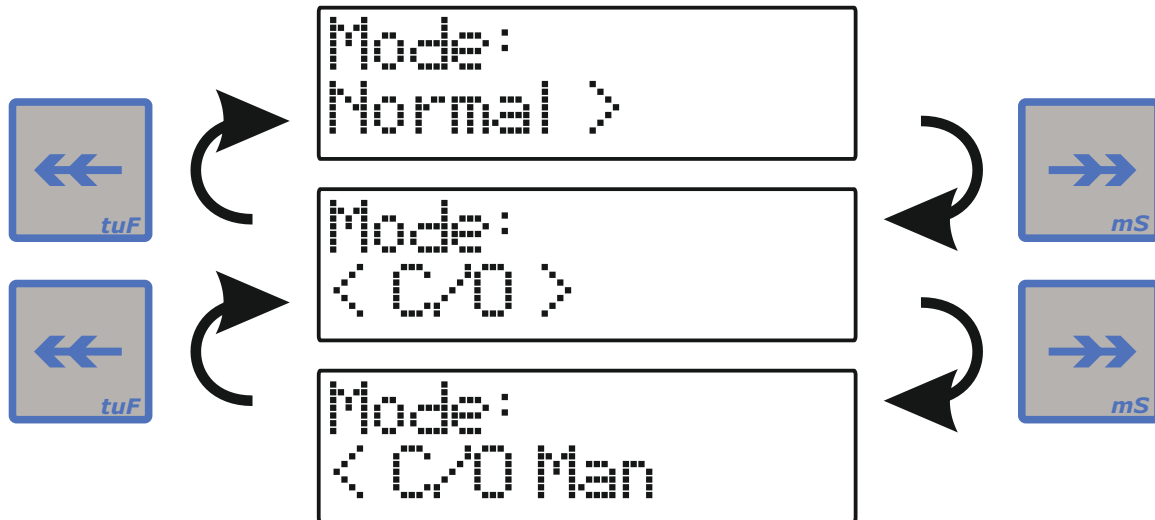 Mode:
Normal >
tuF
mS
Mode:
< C/O >
tuF
mS
Mode:
< C/O Man